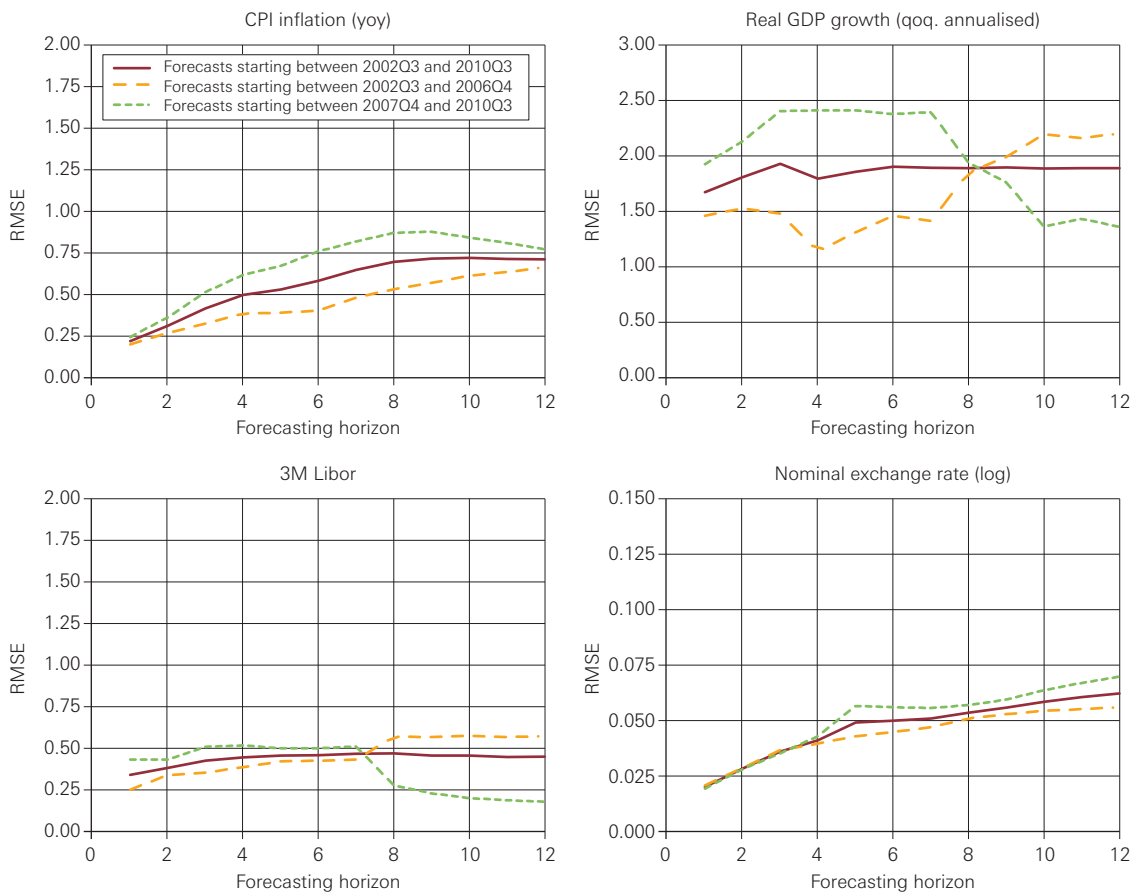 CPI inflation (yoy)
2.00
1.75
1.50
1.25
1.00
0.75
0.50
0.25
0.00
RMSE
Forecasts starting between 2002Q3 and 2010Q3
Forecasts starting between 2002Q3 and 2006Q4
Forecasts starting between 2007Q4 and 2010Q3
0 2 4 6 8 10 12
Forecasting horizon
Real GDP growth (qoq. annualised)
3.00
2.50
2.00
1.50
1.00
0.50
0.00
RMSE
0 2 4 6 8 10 12
Forecasting horizon
3M Libor
2.00
1.75
1.50
1.25
1.00
0.75
0.50
0.25
0.00
RMSE
0 2 4 6 8 10 12
Forecasting horizon
Nominal exchange rate (log)
0.150
0.125
0.100
0.075
0.050
0.025
0.000
RMSE
0 2 4 6 8 10 12
Forecasting horizon